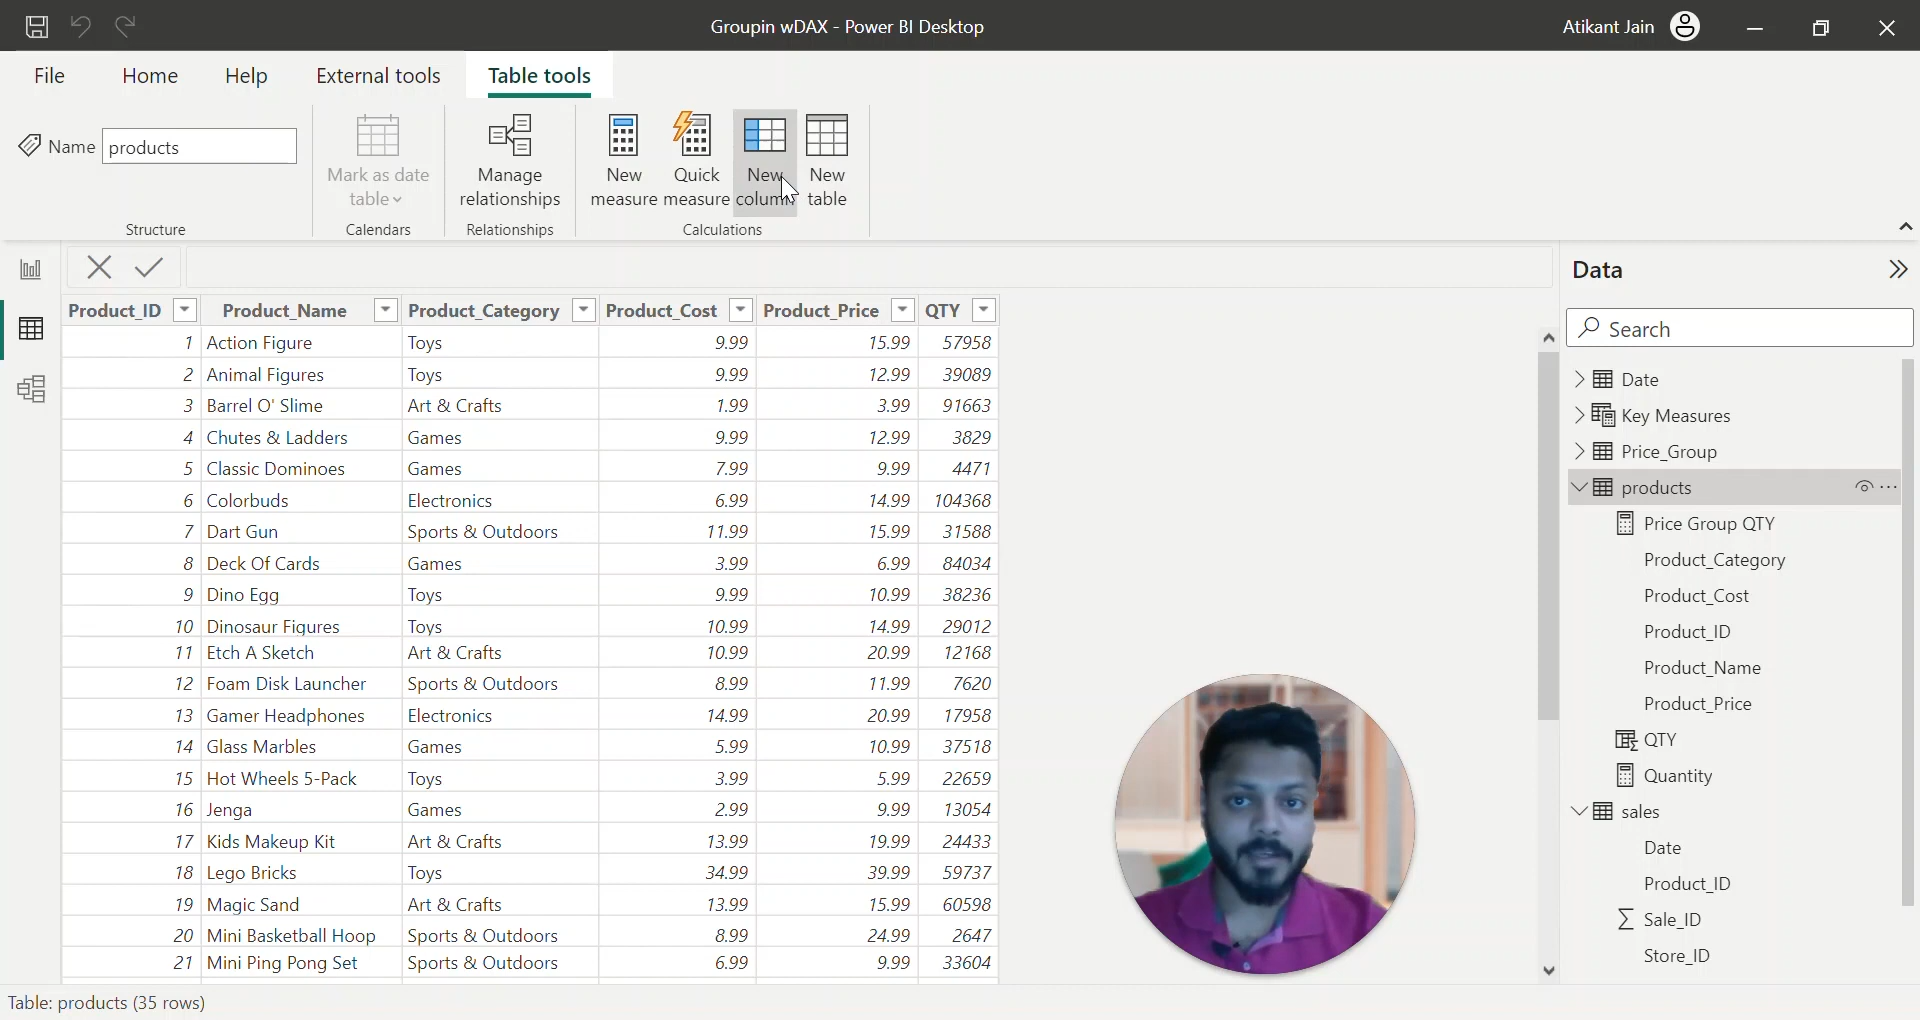 Groupin wDAX - Power BI Desktop
Atikant Jain
File Home Help External tools Table tools
Name products
Mark as date table
Manage relationships
New measure
Quick measure
New column
New table
Structure Calendars Relationships Calculations
Product_ID Product_Name Product_Category Product_Cost Product_Price QTY
1 Action Figure Toys 9.99 15.99 57958
2 Animal Figures Toys 9.99 12.99 39089
3 Barrel O' Slime Art & Crafts 1.99 3.99 91663
4 Chutes & Ladders Games 9.99 12.99 3829
5 Classic Dominoes Games 7.99 9.99 4471
6 Colorbuds Electronics 6.99 14.99 104368
7 Dart Gun Sports & Outdoors 11.99 15.99 31588
8 Deck Of Cards Games 3.99 6.99 84034
9 Dino Egg Toys 9.99 10.99 38236
10 Dinosaur Figures Toys 10.99 14.99 29012
11 Etch A Sketch Art & Crafts 10.99 20.99 12168
12 Foam Disk Launcher Sports & Outdoors 8.99 11.99 7620
13 Gamer Headphones Electronics 14.99 20.99 17958
14 Glass Marbles Games 5.99 10.99 37518
15 Hot Wheels 5-Pack Toys 3.99 5.99 22659
16 Jenga Games 2.99 9.99 13054
17 Kids Makeup Kit Art & Crafts 13.99 19.99 24433
18 Lego Bricks Toys 34.99 39.99 59737
19 Magic Sand Art & Crafts 13.99 15.99 60598
20 Mini Basketball Hoop Sports & Outdoors 8.99 24.99 2647
21 Mini Ping Pong Set Sports & Outdoors 6.99 9.99 33604
Data
Search
Date
Key Measures
Price_Group
products
Price Group QTY
Product_Category
Product_Cost
Product_ID
Product_Name
Product_Price
QTY
Quantity
sales
Date
Product_ID
Sale_ID
Store_ID
Table: products (35 rows)